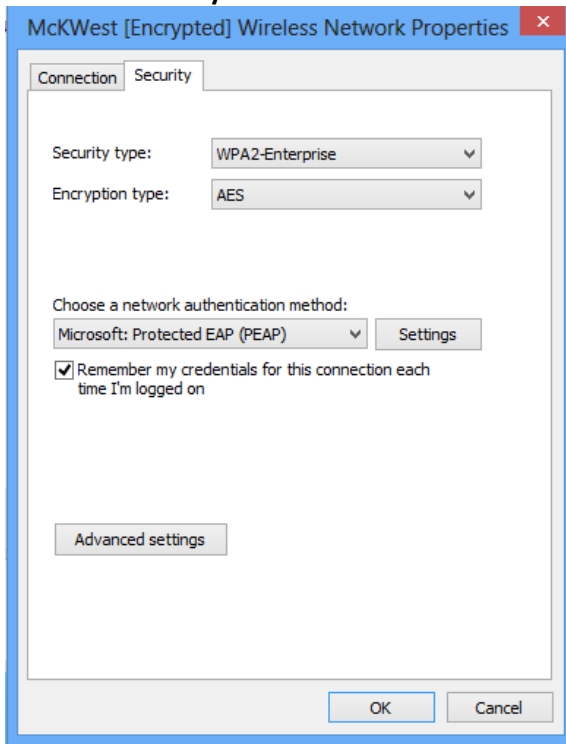 McKWest [Encrypted] Wireless Network Properties
Connection Security
Security type: WPA2-Enterprise
Encryption type: AES
Choose a network authentication method:
Microsoft: Protected EAP (PEAP) Settings
Remember my credentials for this connection each
time I'm logged on
Advanced settings
OK Cancel